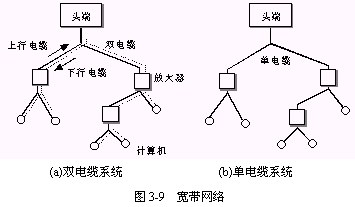 头端
头端
上行电缆
双电缆
单电缆
下行电缆
放大器
计算机
(a)双电缆系统
(b)单电缆系统
图 3-9 宽带网络